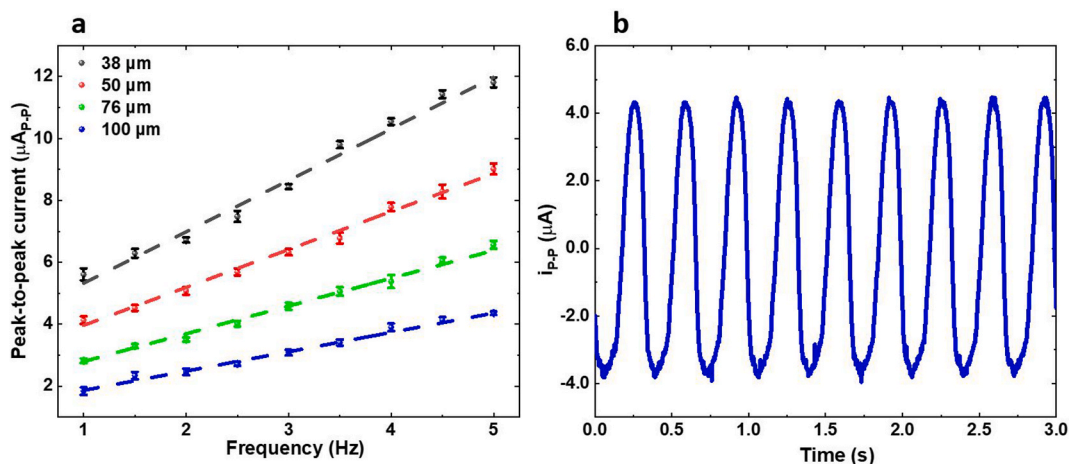 a
Peak-to-peak current (µA_P-P)
12
10
8
6
4
2
38 µm
50 µm
76 µm
100 µm
1 2 3 4 5
Frequency (Hz)
b
i_P-P (µA)
6.0
4.0
2.0
0.0
-2.0
-4.0
0.0 0.5 1.0 1.5 2.0 2.5 3.0
Time (s)